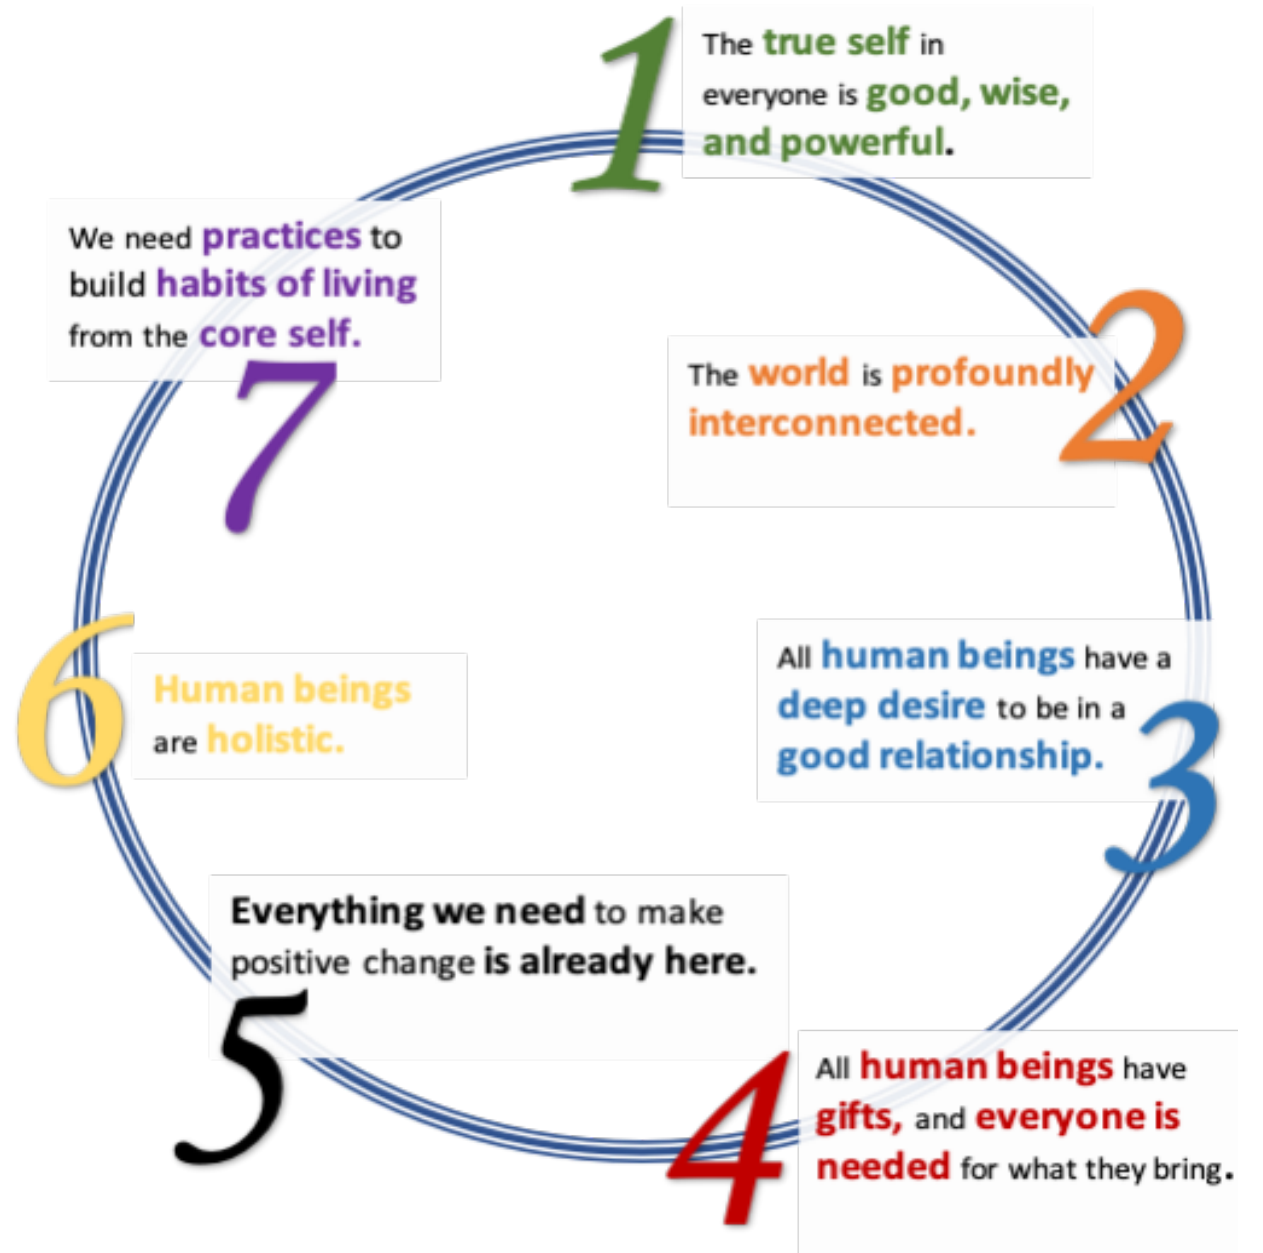 1
The true self in
everyone is good, wise,
and powerful.
2
The world is profoundly
interconnected.
3
All human beings have a
deep desire to be in a
good relationship.
4
All human beings have
gifts, and everyone is
needed for what they bring.
5
Everything we need to make
positive change is already here.
6
Human beings
are holistic.
7
We need practices to
build habits of living
from the core self.